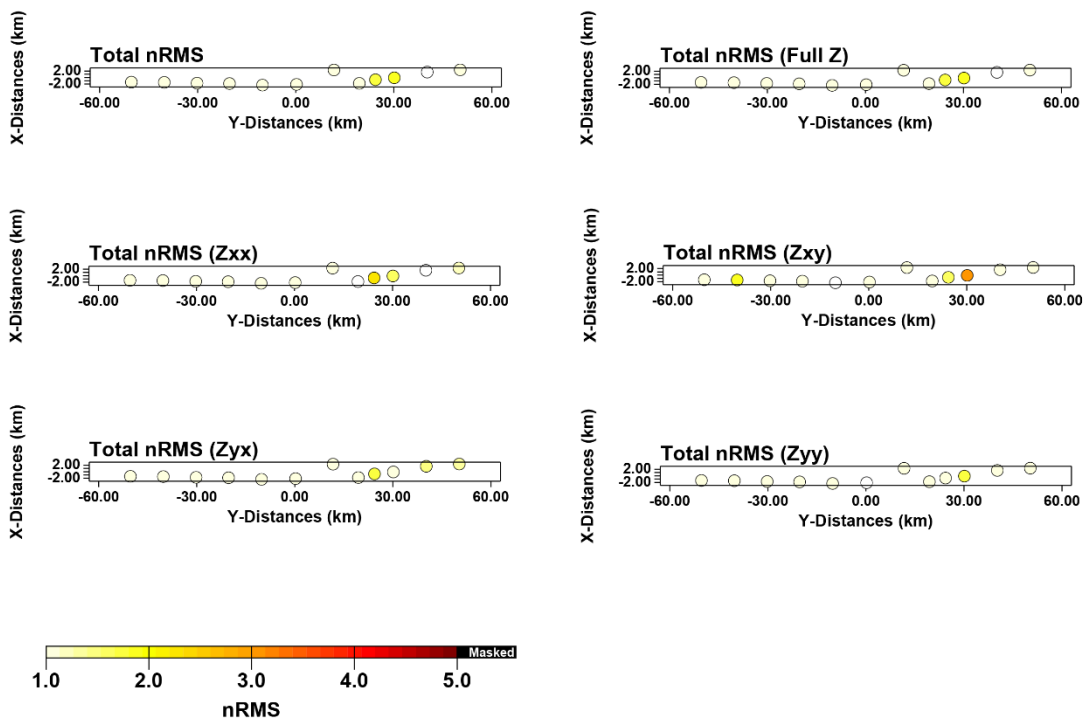 Total nRMS
X-Distances (km)
2.00
-2.00
-60.00 -30.00 0.00 30.00 60.00
Y-Distances (km)
Total nRMS (Full Z)
X-Distances (km)
2.00
-2.00
-60.00 -30.00 0.00 30.00 60.00
Y-Distances (km)
Total nRMS (Zxx)
X-Distances (km)
2.00
-2.00
-60.00 -30.00 0.00 30.00 60.00
Y-Distances (km)
Total nRMS (Zxy)
X-Distances (km)
2.00
-2.00
-60.00 -30.00 0.00 30.00 60.00
Y-Distances (km)
Total nRMS (Zyx)
X-Distances (km)
2.00
-2.00
-60.00 -30.00 0.00 30.00 60.00
Y-Distances (km)
Total nRMS (Zyy)
X-Distances (km)
2.00
-2.00
-60.00 -30.00 0.00 30.00 60.00
Y-Distances (km)
Masked
1.0 2.0 3.0 4.0 5.0
nRMS